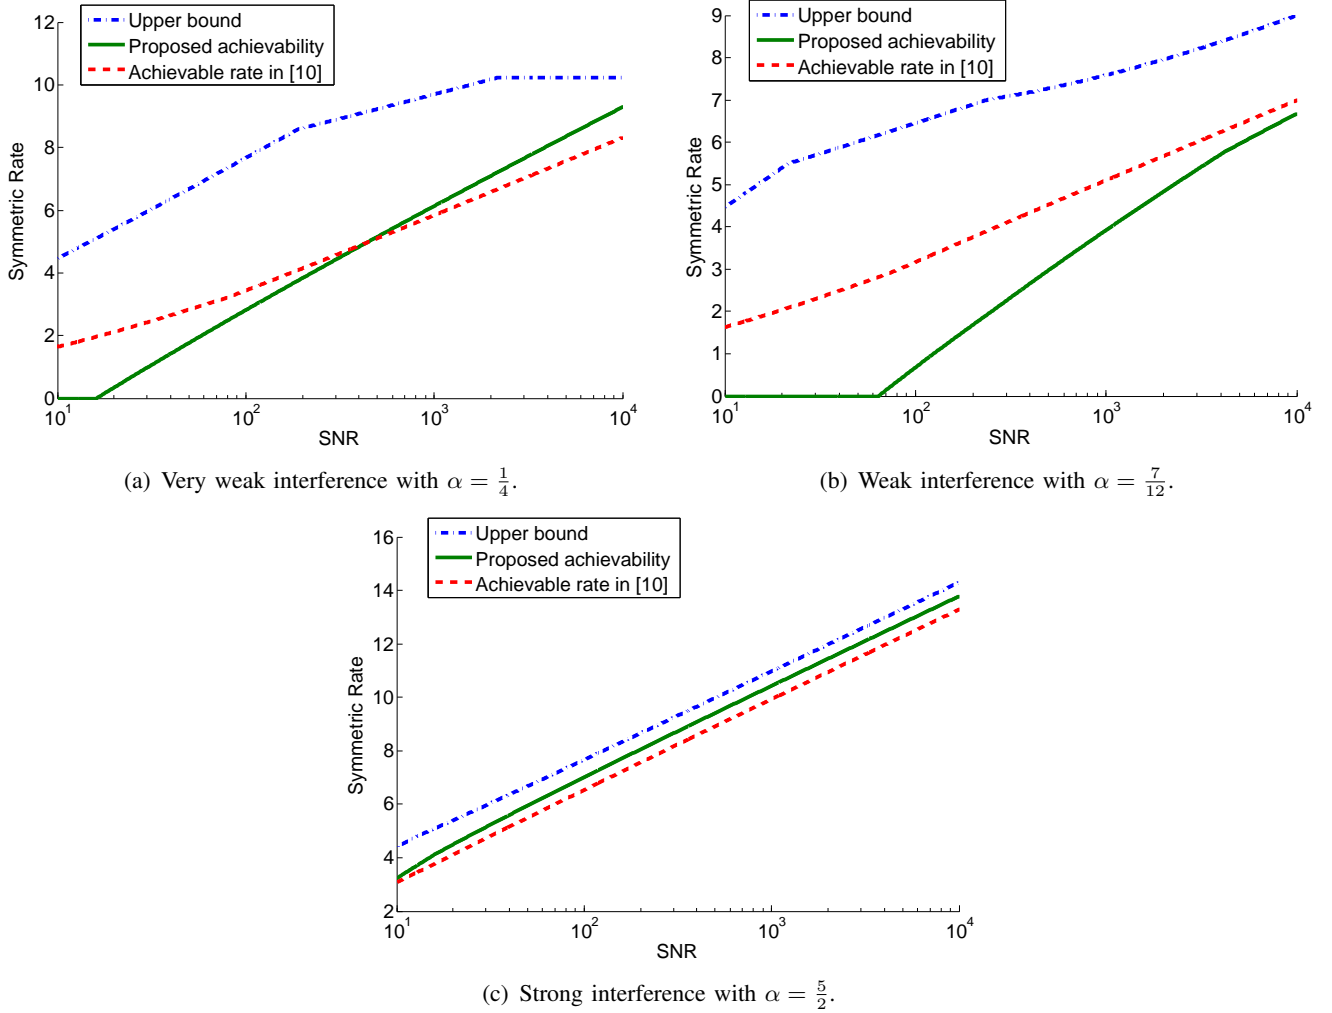 Upper bound
Proposed achievability
Achievable rate in [10]
12
10
8
6
4
2
0
Symmetric Rate
10^1
10^2
10^3
10^4
SNR
(a) Very weak interference with α = 1/4.
Upper bound
Proposed achievability
Achievable rate in [10]
9
8
7
6
5
4
3
2
1
0
Symmetric Rate
10^1
10^2
10^3
10^4
SNR
(b) Weak interference with α = 7/12.
Upper bound
Proposed achievability
Achievable rate in [10]
16
14
12
10
8
6
4
2
Symmetric Rate
10^1
10^2
10^3
10^4
SNR
(c) Strong interference with α = 5/2.